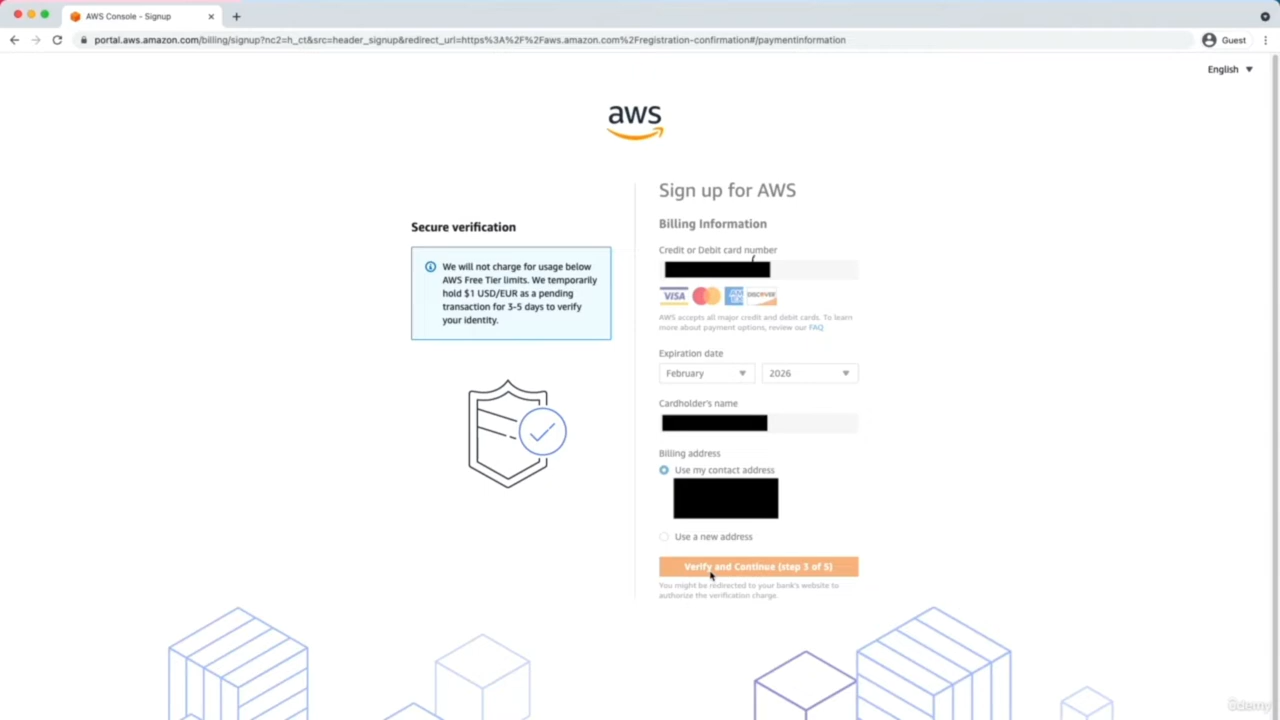 AWS Console - Signup
portal.aws.amazon.com/billing/signup?nc2=h_ct&src=header_signup&redirect_url=https%3A%2F%2Faws.amazon.com%2Fregistration-confirmation#/paymentinformation
Guest
English
aws
Sign up for AWS
Secure verification
We will not charge for usage below
AWS Free Tier limits. We temporarily
hold $1 USD/EUR as a pending
transaction for 3-5 days to verify
your identity.
Billing Information
Credit or Debit card number
VISA
AM
EX
DISCOVER
AWS accepts all major credit and debit cards. To learn
more about payment options, review our FAQ
Expiration date
February
2026
Cardholder's name
Billing address
Use my contact address
Use a new address
Verify and Continue (step 3 of 5)
You might be redirected to your bank's website to
authorize the verification charge.
ûdemy